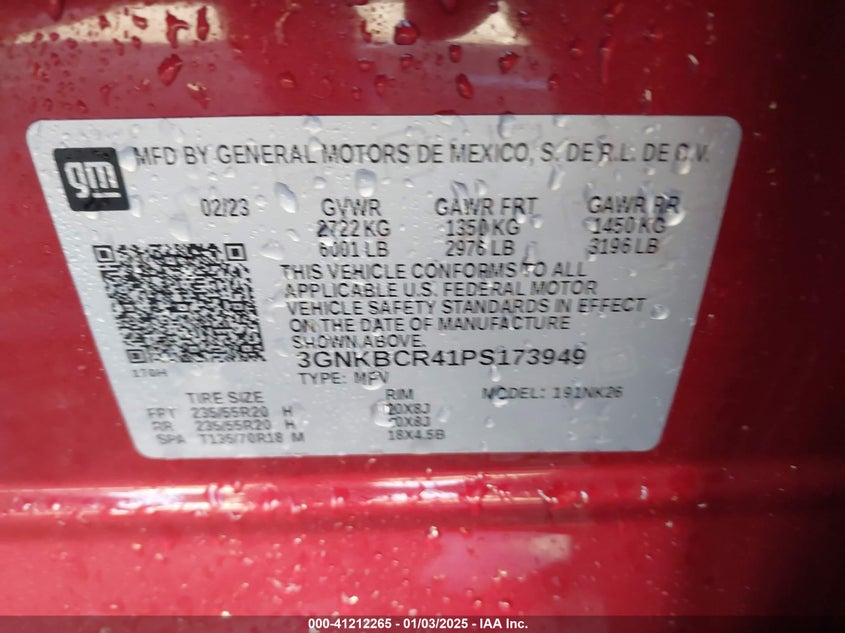 gm
MFD BY GENERAL MOTORS DE MEXICO, S. DE R.L. DE C.V.
02/23 GVWR GAWR FRT GAWR RR
2722 KG 1350 KG 1450 KG
6001 LB 2976 LB 3196 LB
THIS VEHICLE CONFORMS TO ALL
APPLICABLE U.S. FEDERAL MOTOR
VEHICLE SAFETY STANDARDS IN EFFECT
ON THE DATE OF MANUFACTURE
SHOWN ABOVE.
3GNKBCR41PS173949
TYPE: MPV MODEL: 191NK26
TIRE SIZE RIM
FRT 235/55R20 H 20X8J
RR 235/55R20 H 20X8J
SPA T135/70R18 M 18X4.5B
000-41212265 - 01/03/2025 - IAA Inc.